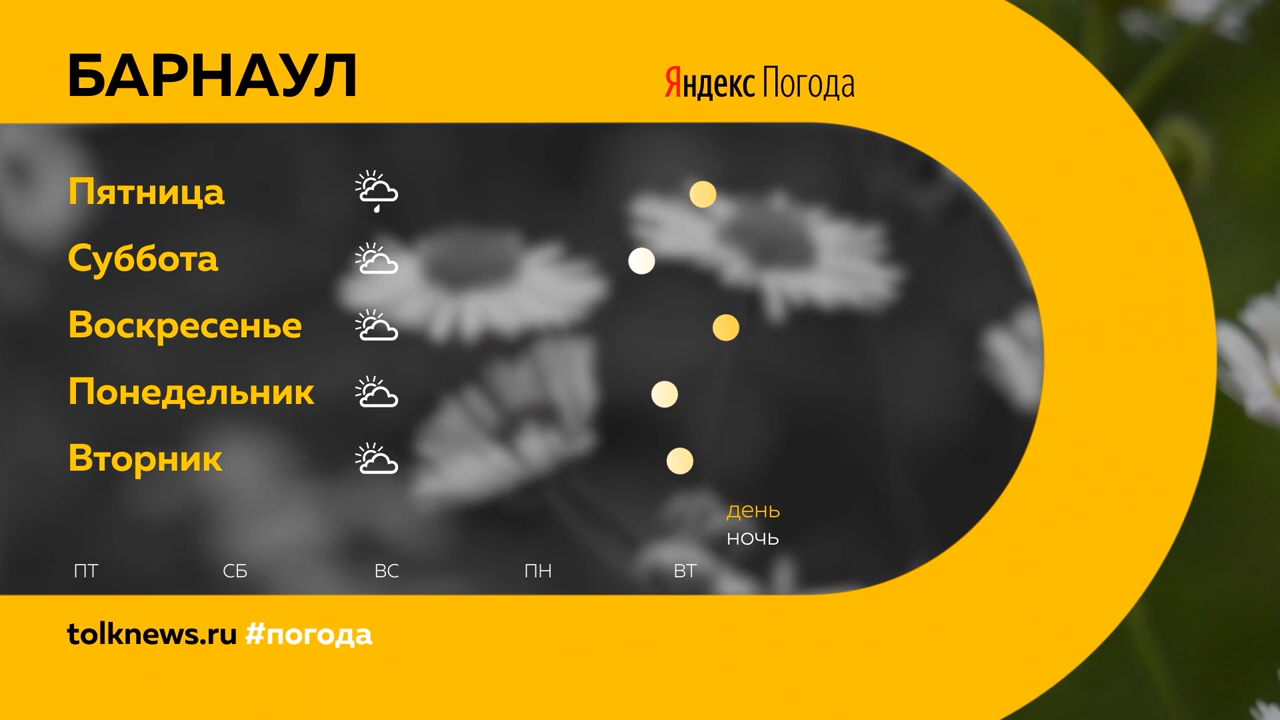 БАРНАУЛ
Яндекс Погода
Пятница
Суббота
Воскресенье
Понедельник
Вторник
день
ночь
ПТ СБ ВС ПН ВТ
tolknews.ru #погода